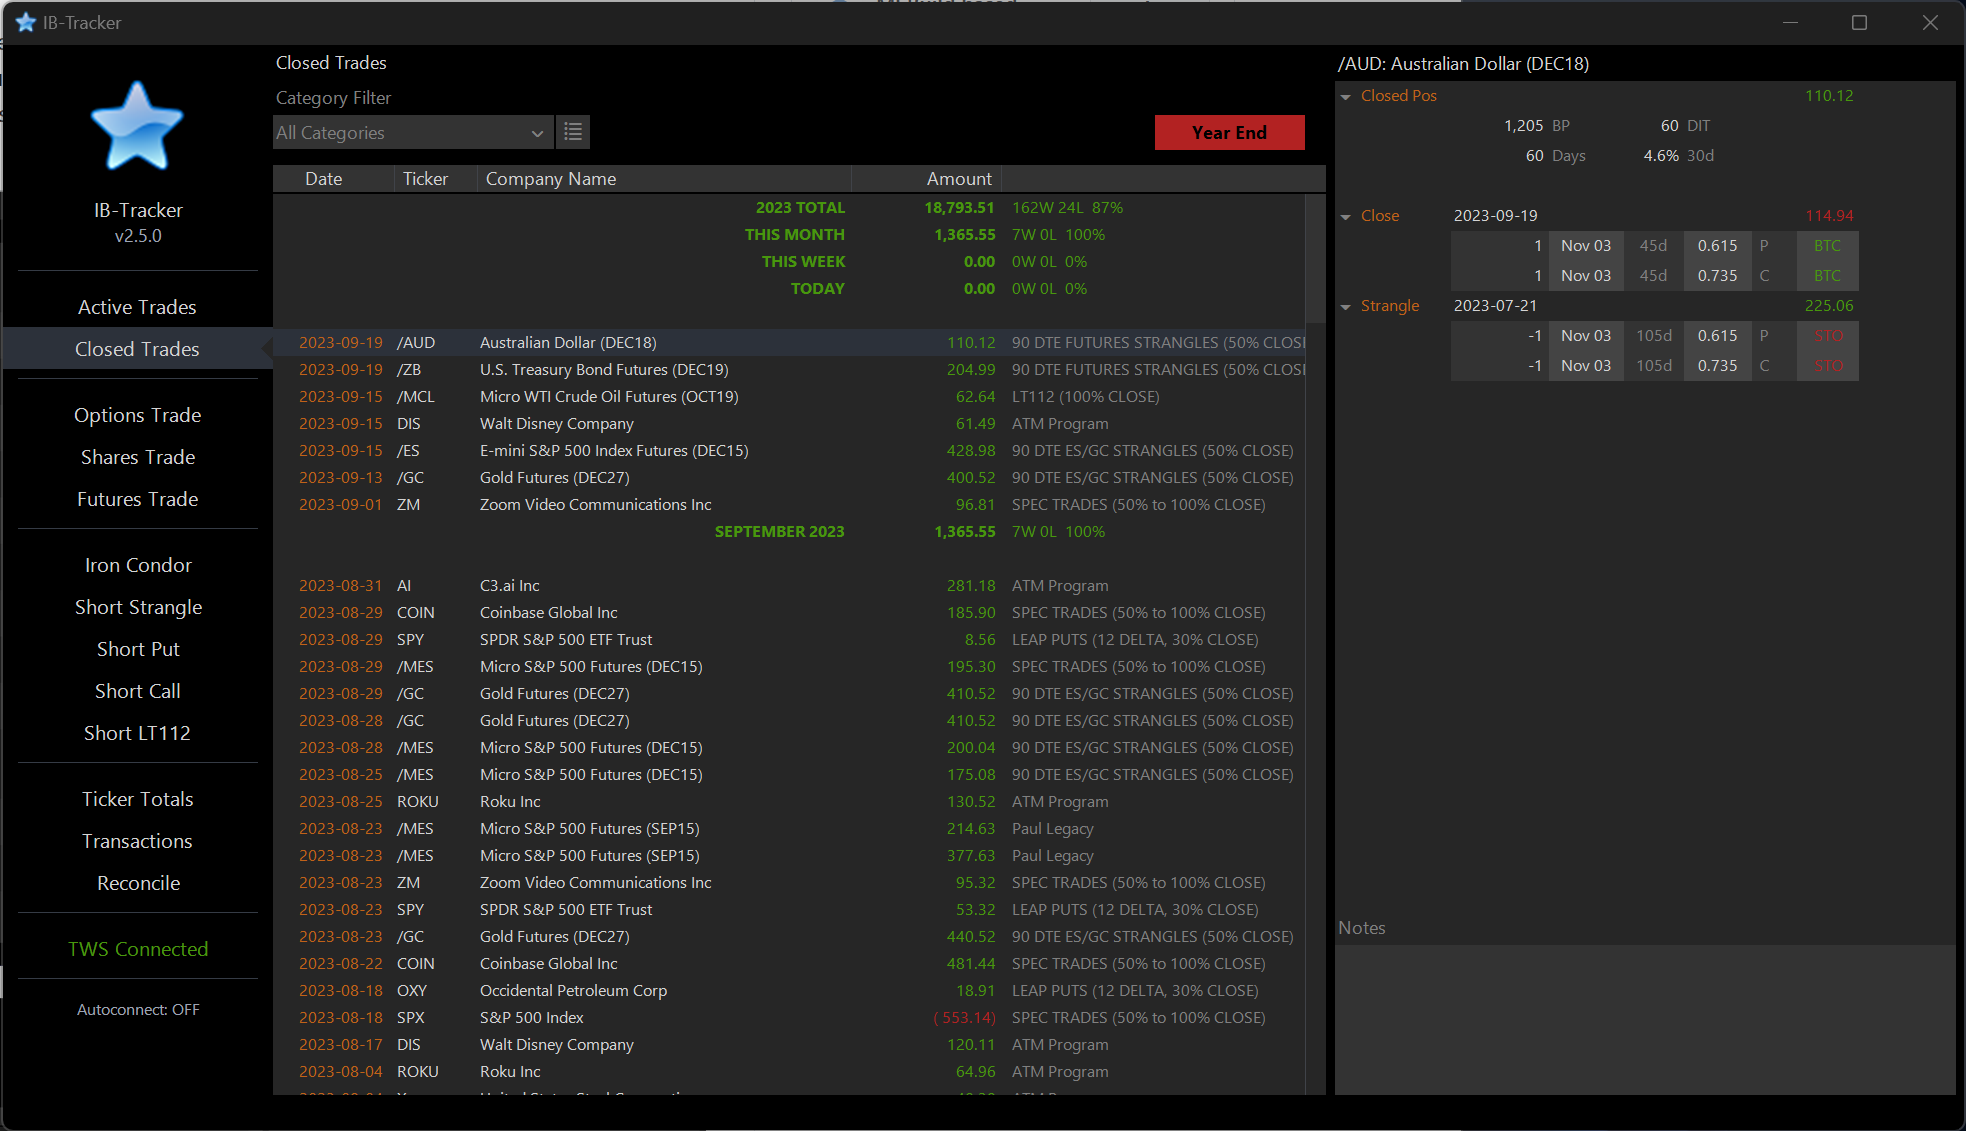 IB-Tracker
IB-Tracker
v2.5.0
Active Trades
Closed Trades
Options Trade
Shares Trade
Futures Trade
Iron Condor
Short Strangle
Short Put
Short Call
Short LT112
Ticker Totals
Transactions
Reconcile
TWS Connected
Autoconnect: OFF
Closed Trades
Category Filter
All Categories
Year End
Date Ticker Company Name Amount
2023 TOTAL 18,793.51 162W 24L 87%
THIS MONTH 1,365.55 7W 0L 100%
THIS WEEK 0.00 0W 0L 0%
TODAY 0.00 0W 0L 0%
2023-09-19 /AUD Australian Dollar (DEC18) 110.12 90 DTE FUTURES STRANGLES (50% CLOSE
2023-09-19 /ZB U.S. Treasury Bond Futures (DEC19) 204.99 90 DTE FUTURES STRANGLES (50% CLOSE
2023-09-15 /MCL Micro WTI Crude Oil Futures (OCT19) 62.64 LT112 (100% CLOSE)
2023-09-15 DIS Walt Disney Company 61.49 ATM Program
2023-09-15 /ES E-mini S&P 500 Index Futures (DEC15) 428.98 90 DTE ES/GC STRANGLES (50% CLOSE)
2023-09-13 /GC Gold Futures (DEC27) 400.52 90 DTE ES/GC STRANGLES (50% CLOSE)
2023-09-01 ZM Zoom Video Communications Inc 96.81 SPEC TRADES (50% to 100% CLOSE)
SEPTEMBER 2023 1,365.55 7W 0L 100%
2023-08-31 AI C3.ai Inc 281.18 ATM Program
2023-08-29 COIN Coinbase Global Inc 185.90 SPEC TRADES (50% to 100% CLOSE)
2023-08-29 SPY SPDR S&P 500 ETF Trust 8.56 LEAP PUTS (12 DELTA, 30% CLOSE)
2023-08-29 /MES Micro S&P 500 Futures (DEC15) 195.30 SPEC TRADES (50% to 100% CLOSE)
2023-08-29 /GC Gold Futures (DEC27) 410.52 90 DTE ES/GC STRANGLES (50% CLOSE)
2023-08-28 /GC Gold Futures (DEC27) 410.52 90 DTE ES/GC STRANGLES (50% CLOSE)
2023-08-28 /MES Micro S&P 500 Futures (DEC15) 200.04 90 DTE ES/GC STRANGLES (50% CLOSE)
2023-08-25 /MES Micro S&P 500 Futures (DEC15) 175.08 90 DTE ES/GC STRANGLES (50% CLOSE)
2023-08-25 ROKU Roku Inc 130.52 ATM Program
2023-08-23 /MES Micro S&P 500 Futures (SEP15) 214.63 Paul Legacy
2023-08-23 /MES Micro S&P 500 Futures (SEP15) 377.63 Paul Legacy
2023-08-23 ZM Zoom Video Communications Inc 95.32 SPEC TRADES (50% to 100% CLOSE)
2023-08-23 SPY SPDR S&P 500 ETF Trust 53.32 LEAP PUTS (12 DELTA, 30% CLOSE)
2023-08-23 /GC Gold Futures (DEC27) 440.52 90 DTE ES/GC STRANGLES (50% CLOSE)
2023-08-22 COIN Coinbase Global Inc 481.44 SPEC TRADES (50% to 100% CLOSE)
2023-08-18 OXY Occidental Petroleum Corp 18.91 LEAP PUTS (12 DELTA, 30% CLOSE)
2023-08-18 SPX S&P 500 Index ( 553.14) SPEC TRADES (50% to 100% CLOSE)
2023-08-17 DIS Walt Disney Company 120.11 ATM Program
2023-08-04 ROKU Roku Inc 64.96 ATM Program
/AUD: Australian Dollar (DEC18)
Closed Pos 110.12
1,205 BP 60 DIT
60 Days 4.6% 30d
Close 2023-09-19 114.94
1 Nov 03 45d 0.615 P BTC
1 Nov 03 45d 0.735 C BTC
Strangle 2023-07-21 225.06
-1 Nov 03 105d 0.615 P STO
-1 Nov 03 105d 0.735 C STO
Notes